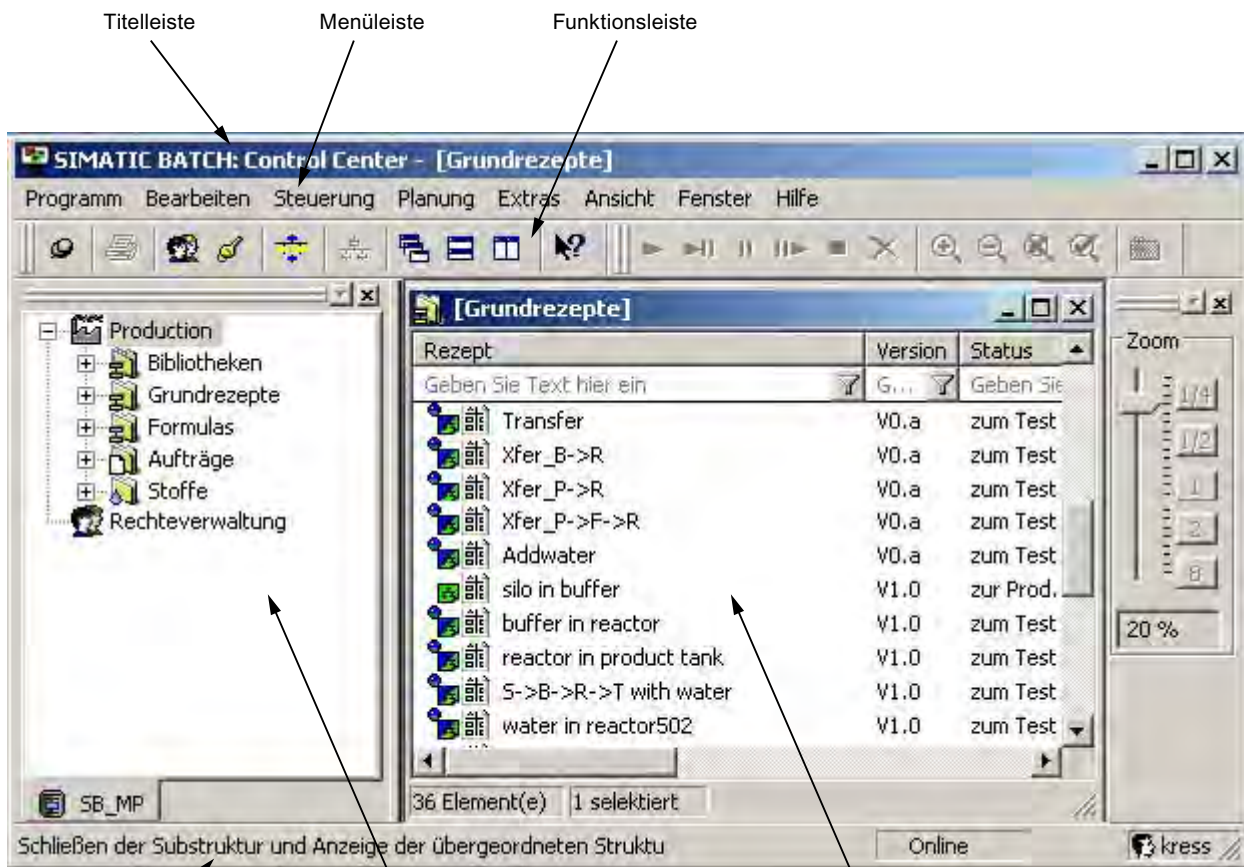 Titelleiste Menüleiste Funktionsleiste
SIMATIC BATCH: Control Center - [Grundrezepte]
Programm Bearbeiten Steuerung Planung Extras Ansicht Fenster Hilfe
Production
Bibliotheken
Grundrezepte
Formulas
Aufträge
Stoffe
Rechteverwaltung
SB_MP
[Grundrezepte]
Rezept Version Status
Geben Sie Text hier ein G... Geben Sie
Transfer V0.a zum Test
Xfer_B->R V0.a zum Test
Xfer_P->R V0.a zum Test
Xfer_P->F->R V0.a zum Test
Addwater V0.a zum Test
silo in buffer V1.0 zur Prod.
buffer in reactor V1.0 zum Test
reactor in product tank V1.0 zum Test
S->B->R->T with water V1.0 zum Test
water in reactor502 V1.0 zum Test
36 Element(e) 1 selektiert
Zoom
1/4
1/2
1
2
8
20 %
Schließen der Substruktur und Anzeige der übergeordneten Struktu Online kress